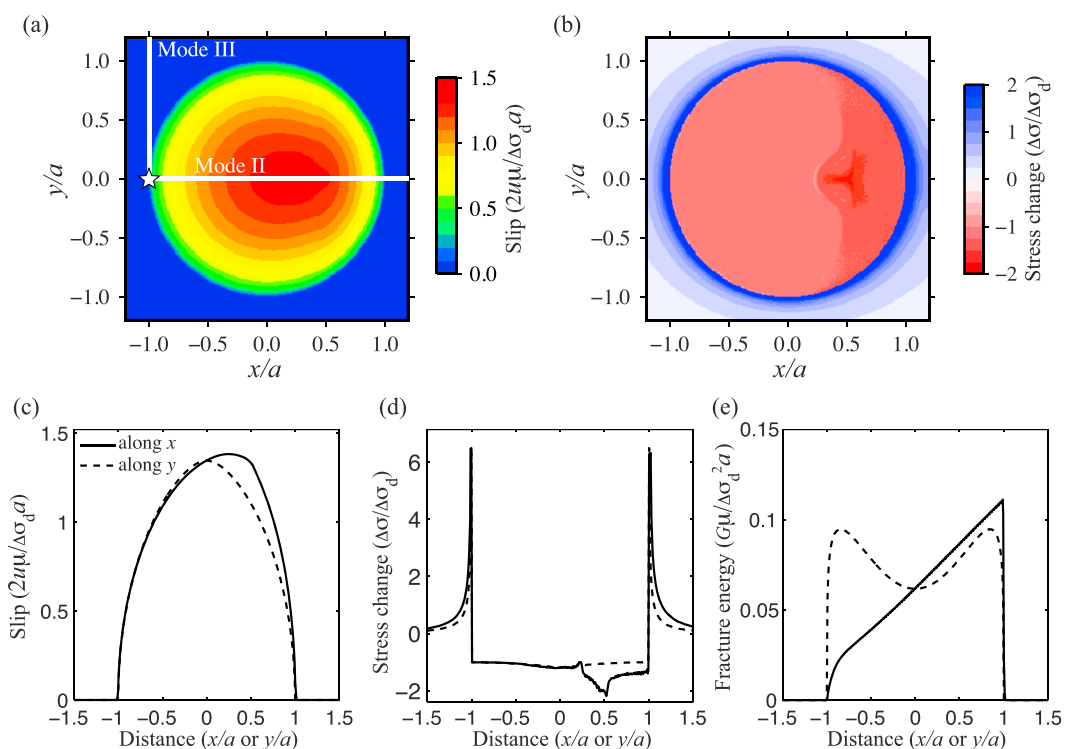 (a)
Mode III
Mode II
1.0
0.5
0.0
−0.5
−1.0
y/a
−1.0 −0.5 0.0 0.5 1.0
x/a
1.5
1.0
0.5
0.0
Slip (2uμ/Δσd a)
(b)
1.0
0.5
0.0
−0.5
−1.0
y/a
−1.0 −0.5 0.0 0.5 1.0
x/a
2
1
0
−1
−2
Stress change (Δσ/Δσd)
(c)
along x
along y
1.5
1
0.5
0
Slip (2uμ/Δσd a)
−1.5 −1 −0.5 0 0.5 1 1.5
Distance (x/a or y/a)
(d)
6
4
2
0
−2
Stress change (Δσ/Δσd)
−1.5 −1 −0.5 0 0.5 1 1.5
Distance (x/a or y/a)
(e)
0.15
0.1
0.05
0
Fracture energy (Gμ/Δσd²a)
−1.5 −1 −0.5 0 0.5 1 1.5
Distance (x/a or y/a)